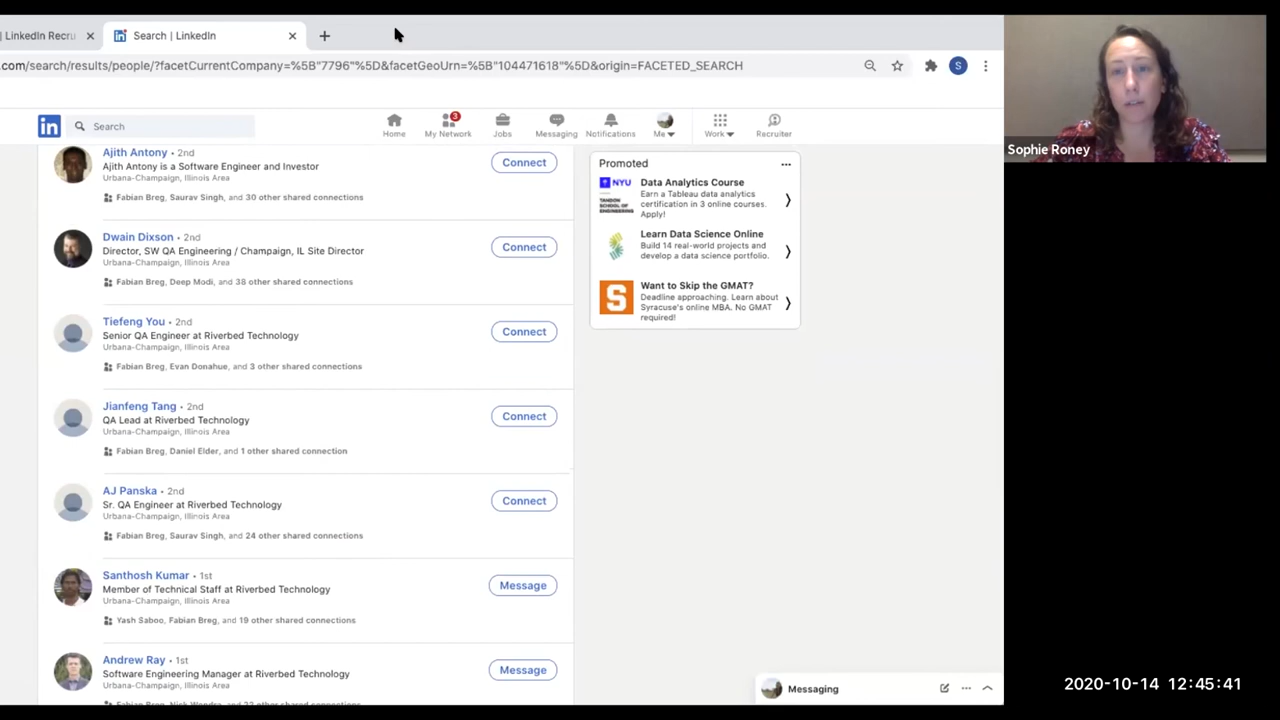 | LinkedIn Recru
Search | LinkedIn
.com/search/results/people/?facetCurrentCompany=%5B"7796"%5D&facetGeoUrn=%5B"104471618"%5D&origin=FACETED_SEARCH
S
in
Search
Home
3
My Network
Jobs
Messaging
Notifications
Me
Work
Recruiter
Ajith Antony • 2nd
Ajith Antony is a Software Engineer and Investor
Urbana-Champaign, Illinois Area
Fabian Breg, Saurav Singh, and 30 other shared connections
Connect
Dwain Dixson • 2nd
Director, SW QA Engineering / Champaign, IL Site Director
Urbana-Champaign, Illinois Area
Fabian Breg, Deep Modi, and 38 other shared connections
Connect
Tiefeng You • 2nd
Senior QA Engineer at Riverbed Technology
Urbana-Champaign, Illinois Area
Fabian Breg, Evan Donahue, and 3 other shared connections
Connect
Jianfeng Tang • 2nd
QA Lead at Riverbed Technology
Urbana-Champaign, Illinois Area
Fabian Breg, Daniel Elder, and 1 other shared connection
Connect
AJ Panska • 2nd
Sr. QA Engineer at Riverbed Technology
Urbana-Champaign, Illinois Area
Fabian Breg, Saurav Singh, and 24 other shared connections
Connect
Santhosh Kumar • 1st
Member of Technical Staff at Riverbed Technology
Urbana-Champaign, Illinois Area
Yash Saboo, Fabian Breg, and 19 other shared connections
Message
Andrew Ray • 1st
Software Engineering Manager at Riverbed Technology
Urbana-Champaign, Illinois Area
Message
Promoted
NYU
TANDON SCHOOL OF ENGINEERING
Data Analytics Course
Earn a Tableau data analytics
certification in 3 online courses.
Apply!
Learn Data Science Online
Build 14 real-world projects and
develop a data science portfolio.
S
Want to Skip the GMAT?
Deadline approaching. Learn about
Syracuse's online MBA. No GMAT
required!
Messaging
Sophie Roney
2020-10-14 12:45:41